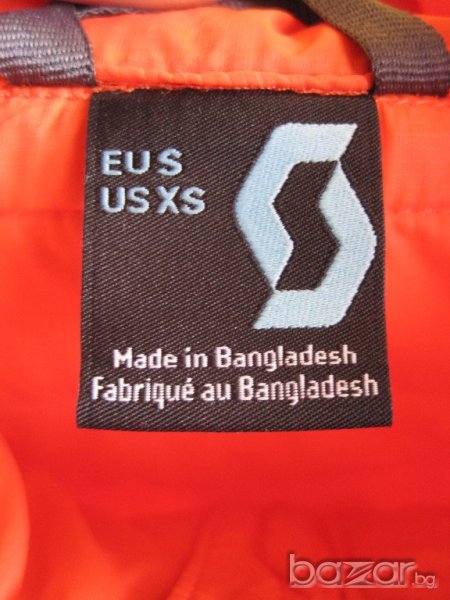 EU S
US XS
Made in Bangladesh
Fabriqué au Bangladesh
bazar.bg